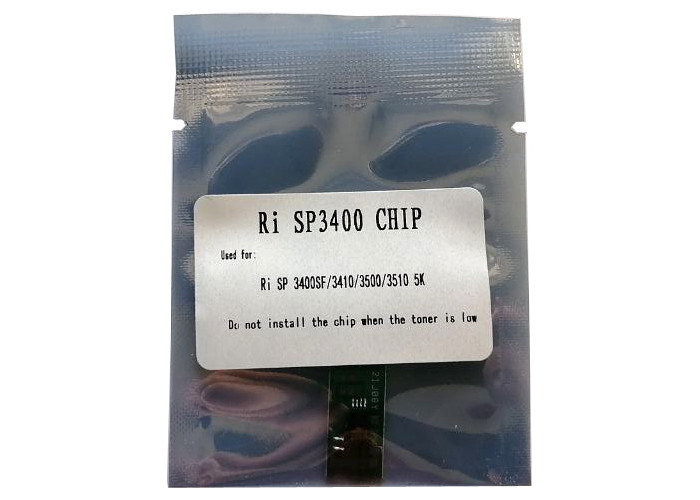 Ri SP3400 CHIP
Used for:
Ri SP 3400SF/3410/3500/3510 5K
Do not install the chip when the toner is low